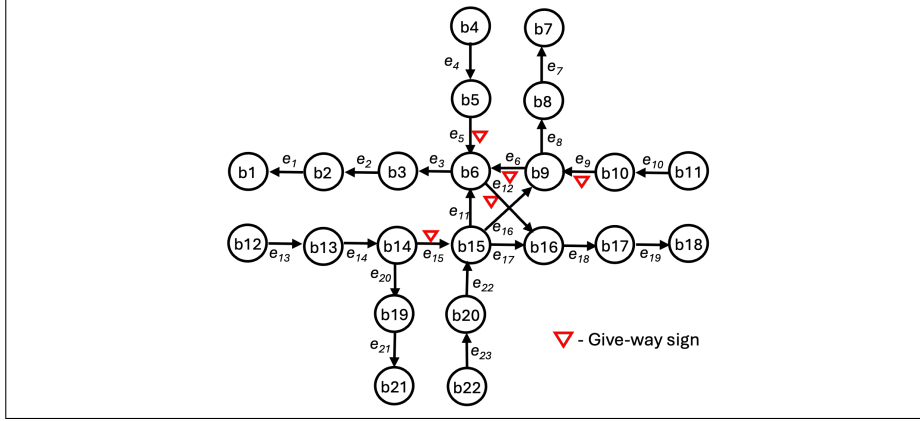 b4 b7
e4 e7
b5 b8
e5 e8
b1 e1 b2 e2 b3 e3 b6 e6 b9 e9 b10 e10 b11
e12
e11 e16
b12 e13 b13 e14 b14 e15 b15 e17 b16 e18 b17 e19 b18
e20 e22
b19 b20
- Give-way sign
e21 e23
b21 b22